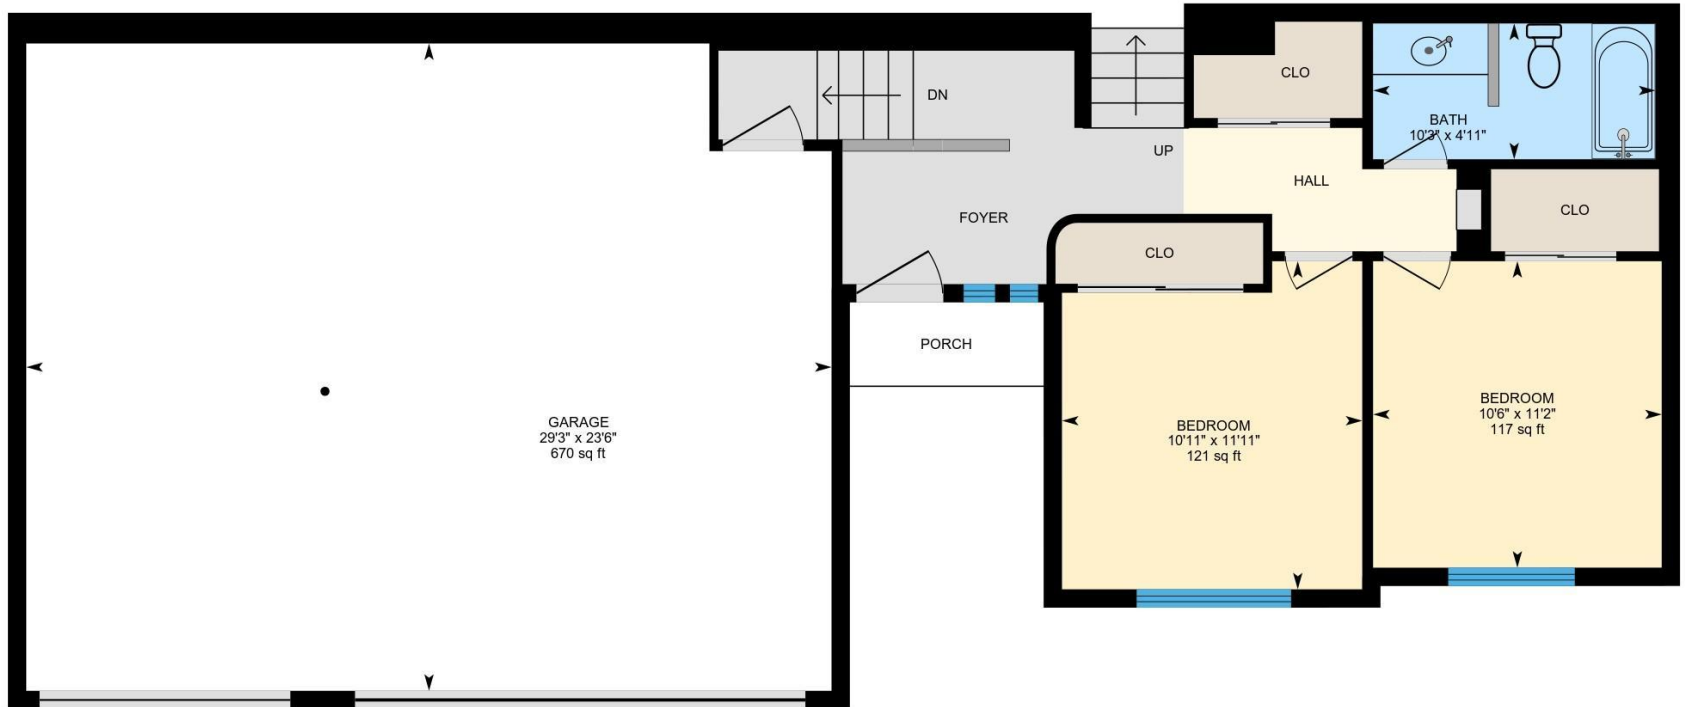 DN
UP
CLO
BATH
10'3" x 4'11"
HALL
CLO
FOYER
CLO
PORCH
GARAGE
29'3" x 23'6"
670 sq ft
BEDROOM
10'11" x 11'11"
121 sq ft
BEDROOM
10'6" x 11'2"
117 sq ft